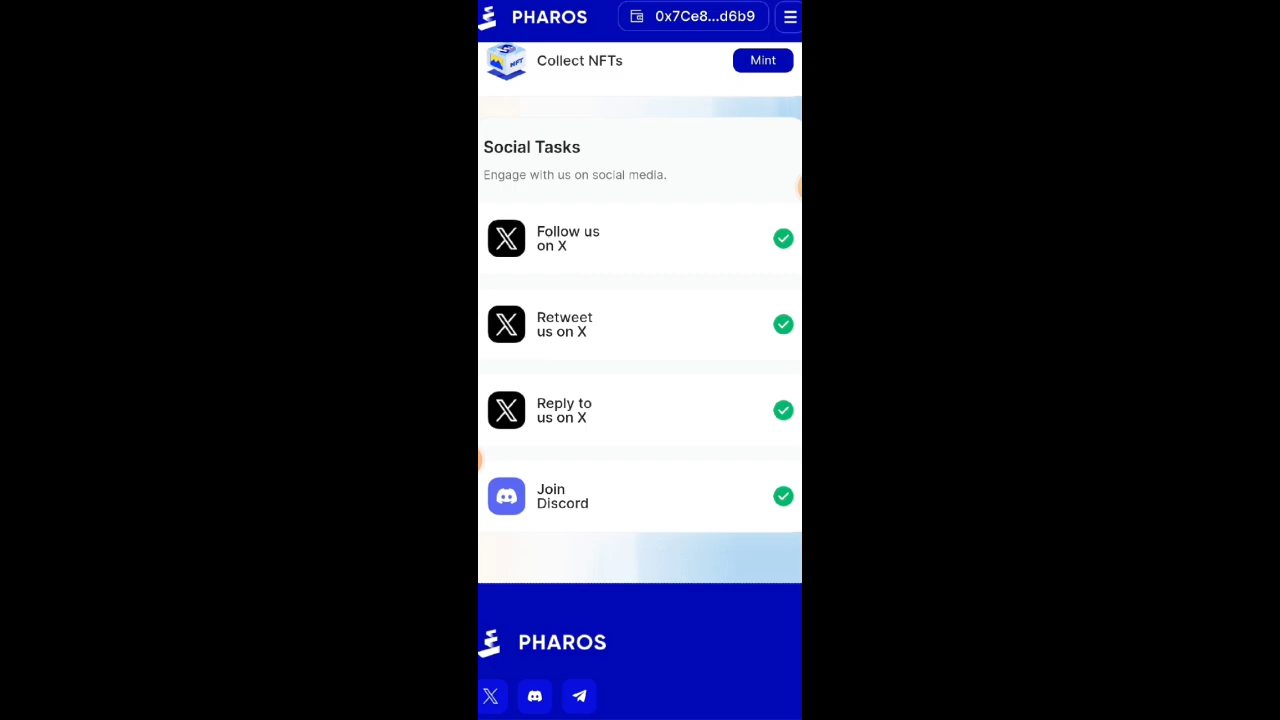 PHAROS
0x7Ce8...d6b9
NFT
Collect NFTs
Mint
Social Tasks
Engage with us on social media.
Follow us
on X
Retweet
us on X
Reply to
us on X
Join
Discord
PHAROS